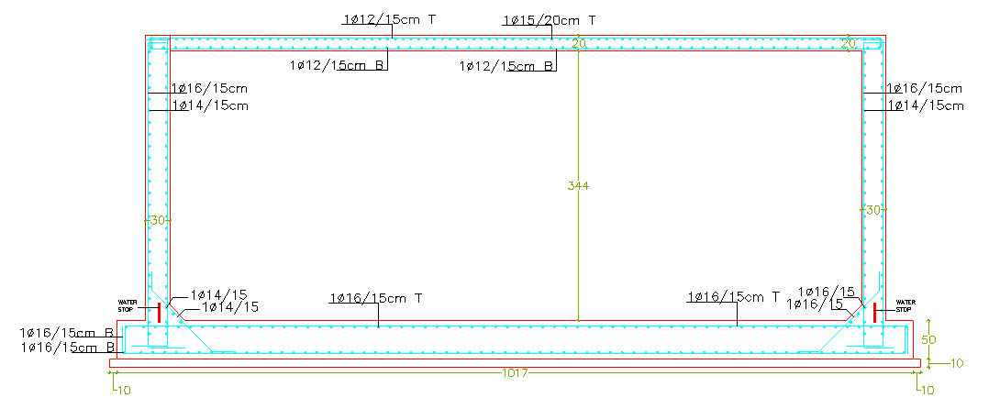 1ø12/15cm T
1ø15/20cm T
20
20
1ø12/15cm B
1ø12/15cm B
1ø16/15cm
1ø14/15cm
1ø16/15cm
1ø14/15cm
344
30
30
1ø14/15
1ø14/15
1ø16/15cm T
1ø16/15cm T
1ø16/15
1ø16/15
WATER
STOP
WATER
STOP
1ø16/15cm B
1ø16/15cm B
50
10
1017
10
10